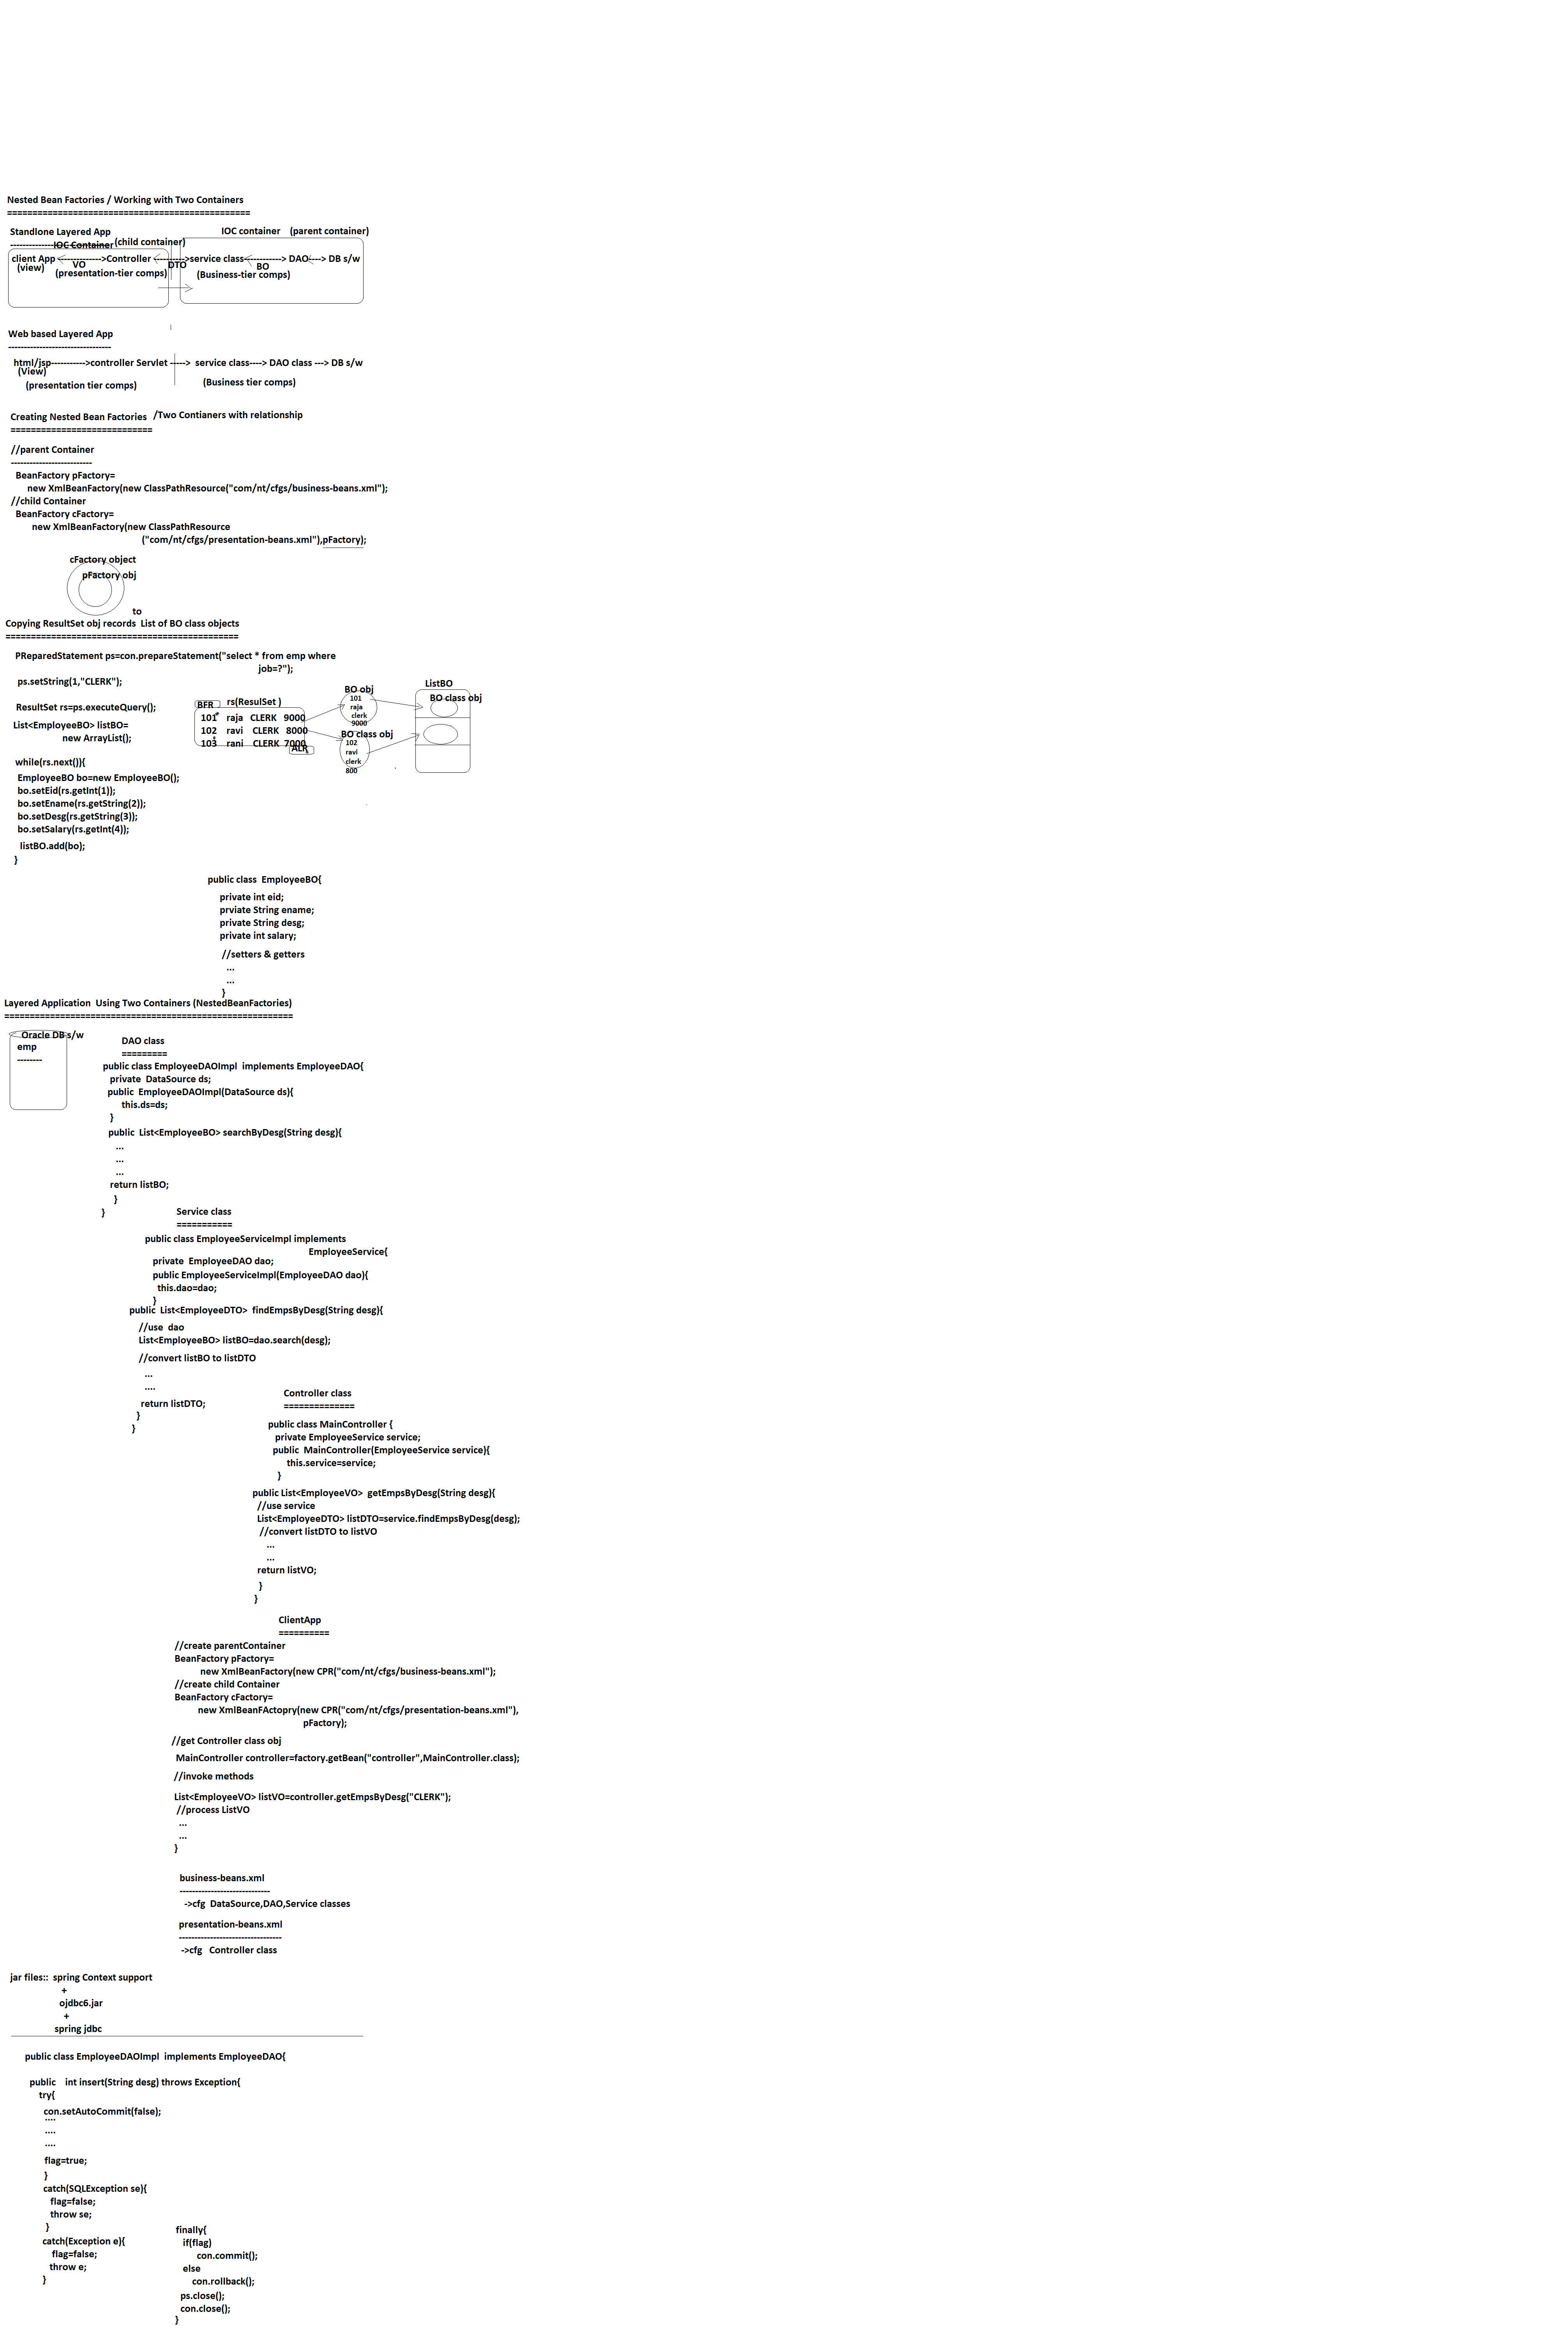 Nested Bean Factories / Working with Two Containers
================================================
Standlone Layered App
IOC container (parent container)
---------------------------------
IOC Container (child container)
client App <-------------->Controller <---------->service class<------------> DAO<----> DB s/w
(view)
VO
DTO
BO
(presentation-tier comps)
(Business-tier comps)
Web based Layered App
---------------------------------
html/jsp----------->controller Servlet -----> service class----> DAO class ---> DB s/w
(View)
(presentation tier comps)
(Business tier comps)
Creating Nested Bean Factories /Two Contianers with relationship
============================
//parent Container
--------------------------
BeanFactory pFactory=
new XmlBeanFactory(new ClassPathResource("com/nt/cfgs/business-beans.xml");
//child Container
BeanFactory cFactory=
new XmlBeanFactory(new ClassPathResource
("com/nt/cfgs/presentation-beans.xml"),pFactory);
cFactory object
pFactory obj
to
Copying ResultSet obj records List of BO class objects
==============================================
PReparedStatement ps=con.prepareStatement("select * from emp where
job=?");
ps.setString(1,"CLERK");
ResultSet rs=ps.executeQuery();
List<EmployeeBO> listBO=
new ArrayList();
BFR
rs(ResulSet )
101 raja CLERK 9000
102 ravi CLERK 8000
103 rani CLERK 7000
ALR
BO obj
101
raja
clerk
9000
BO class obj
102
ravi
clerk
800
ListBO
BO class obj
while(rs.next()){
EmployeeBO bo=new EmployeeBO();
bo.setEid(rs.getInt(1));
bo.setEname(rs.getString(2));
bo.setDesg(rs.getString(3));
bo.setSalary(rs.getInt(4));
listBO.add(bo);
}
public class EmployeeBO{
private int eid;
prviate String ename;
private String desg;
private int salary;
//setters & getters
...
...
}
Layered Application Using Two Containers (NestedBeanFactories)
=========================================================
Oracle DB s/w
emp
--------
DAO class
=========
public class EmployeeDAOImpl implements EmployeeDAO{
private DataSource ds;
public EmployeeDAOImpl(DataSource ds){
this.ds=ds;
}
public List<EmployeeBO> searchByDesg(String desg){
...
...
...
return listBO;
}
}
Service class
===========
public class EmployeeServiceImpl implements
EmployeeService{
private EmployeeDAO dao;
public EmployeeServiceImpl(EmployeeDAO dao){
this.dao=dao;
}
public List<EmployeeDTO> findEmpsByDesg(String desg){
//use dao
List<EmployeeBO> listBO=dao.search(desg);
//convert listBO to listDTO
...
....
return listDTO;
}
}
Controller class
==============
public class MainController {
private EmployeeService service;
public MainController(EmployeeService service){
this.service=service;
}
public List<EmployeeVO> getEmpsByDesg(String desg){
//use service
List<EmployeeDTO> listDTO=service.findEmpsByDesg(desg);
//convert listDTO to listVO
...
...
return listVO;
}
}
ClientApp
==========
//create parentContainer
BeanFactory pFactory=
new XmlBeanFactory(new CPR("com/nt/cfgs/business-beans.xml");
//create child Container
BeanFactory cFactory=
new XmlBeanFActopry(new CPR("com/nt/cfgs/presentation-beans.xml"),
pFactory);
//get Controller class obj
MainController controller=factory.getBean("controller",MainController.class);
//invoke methods
List<EmployeeVO> listVO=controller.getEmpsByDesg("CLERK");
//process ListVO
...
...
}
business-beans.xml
-----------------------------
->cfg DataSource,DAO,Service classes
presentation-beans.xml
---------------------------------
->cfg Controller class
jar files:: spring Context support
+
ojdbc6.jar
+
spring jdbc
public class EmployeeDAOImpl implements EmployeeDAO{
public int insert(String desg) throws Exception{
try{
con.setAutoCommit(false);
....
....
....
flag=true;
}
catch(SQLException se){
flag=false;
throw se;
}
catch(Exception e){
flag=false;
throw e;
}
finally{
if(flag)
con.commit();
else
con.rollback();
ps.close();
con.close();
}